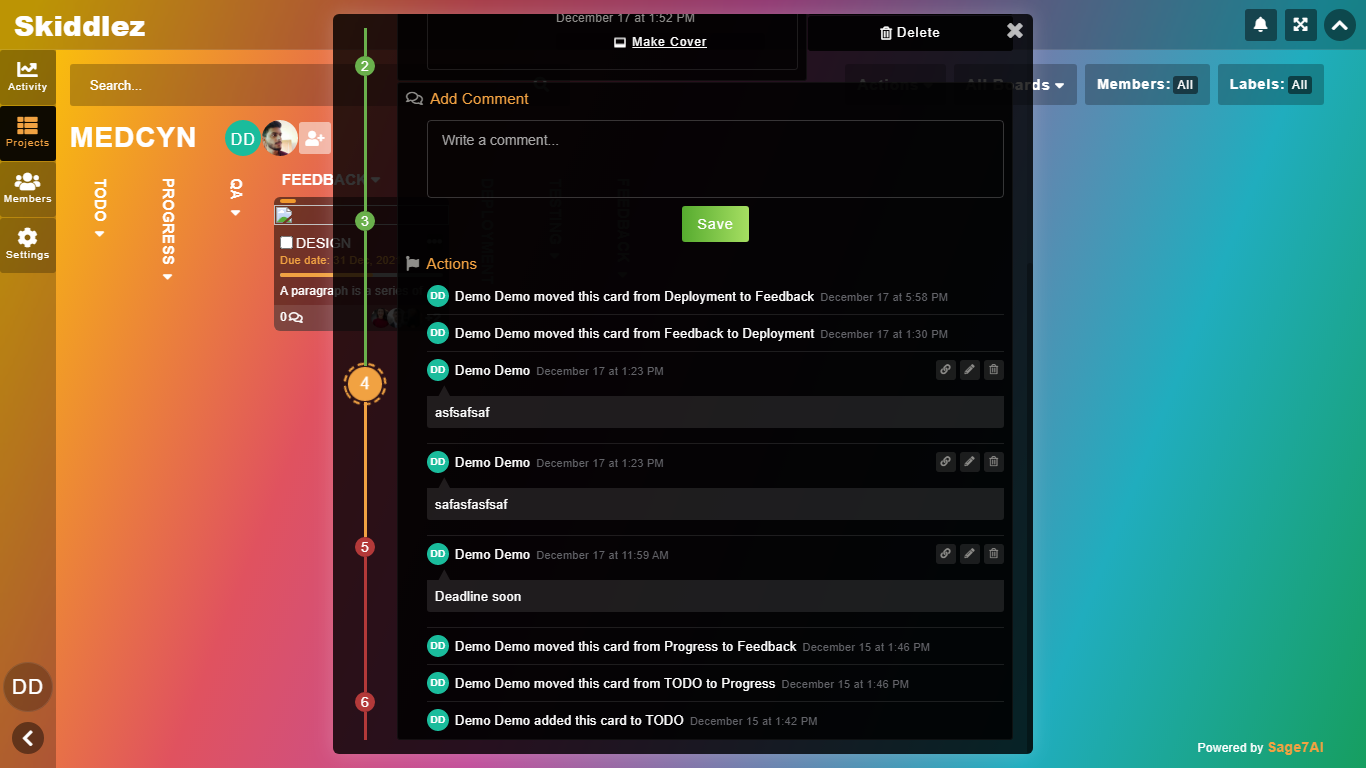 Skiddlez
Activity
Projects
Members
Settings
DD
Search...
Actions
All Boards
Members: All
Labels: All
MEDCYN
DD
TODO
PROGRESS
QA
FEEDBACK
DESIGN
Due date: 31 Dec, 202
A paragraph is a series
0
2
3
4
5
6
December 17 at 1:52 PM
Make Cover
Delete
Add Comment
Write a comment...
Save
Actions
DD Demo Demo moved this card from Deployment to Feedback December 17 at 5:58 PM
DD Demo Demo moved this card from Feedback to Deployment December 17 at 1:30 PM
DD Demo Demo December 17 at 1:23 PM
asfsafsaf
DD Demo Demo December 17 at 1:23 PM
safasfasfsaf
DD Demo Demo December 17 at 11:59 AM
Deadline soon
DD Demo Demo moved this card from Progress to Feedback December 15 at 1:46 PM
DD Demo Demo moved this card from TODO to Progress December 15 at 1:46 PM
DD Demo Demo added this card to TODO December 15 at 1:42 PM
Powered by Sage7AI